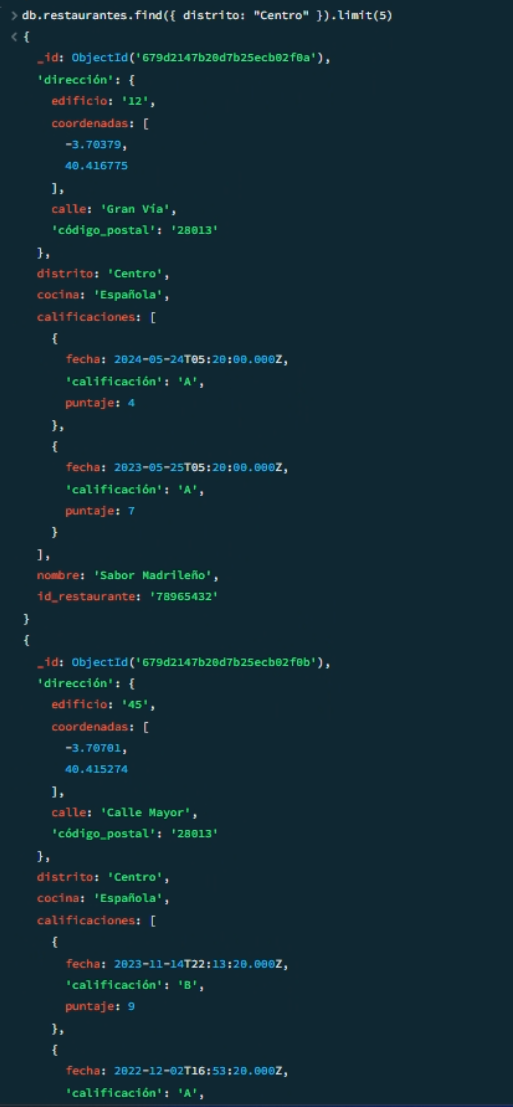 > db.restaurantes.find({ distrito: "Centro" }).limit(5)
< {
_id: ObjectId('679d2147b20d7b25ecb02f0a'),
'dirección': {
edificio: '12',
coordenadas: [
-3.70379,
40.416775
],
calle: 'Gran Vía',
'código_postal': '28013'
},
distrito: 'Centro',
cocina: 'Española',
calificaciones: [
{
fecha: 2024-05-24T05:20:00.000Z,
'calificación': 'A',
puntaje: 4
},
{
fecha: 2023-05-25T05:20:00.000Z,
'calificación': 'A',
puntaje: 7
}
],
nombre: 'Sabor Madrileño',
id_restaurante: '78965432'
}
{
_id: ObjectId('679d2147b20d7b25ecb02f0b'),
'dirección': {
edificio: '45',
coordenadas: [
-3.70701,
40.415274
],
calle: 'Calle Mayor',
'código_postal': '28013'
},
distrito: 'Centro',
cocina: 'Española',
calificaciones: [
{
fecha: 2023-11-14T22:13:20.000Z,
'calificación': 'B',
puntaje: 9
},
{
fecha: 2022-12-02T16:53:20.000Z,
'calificación': 'A',